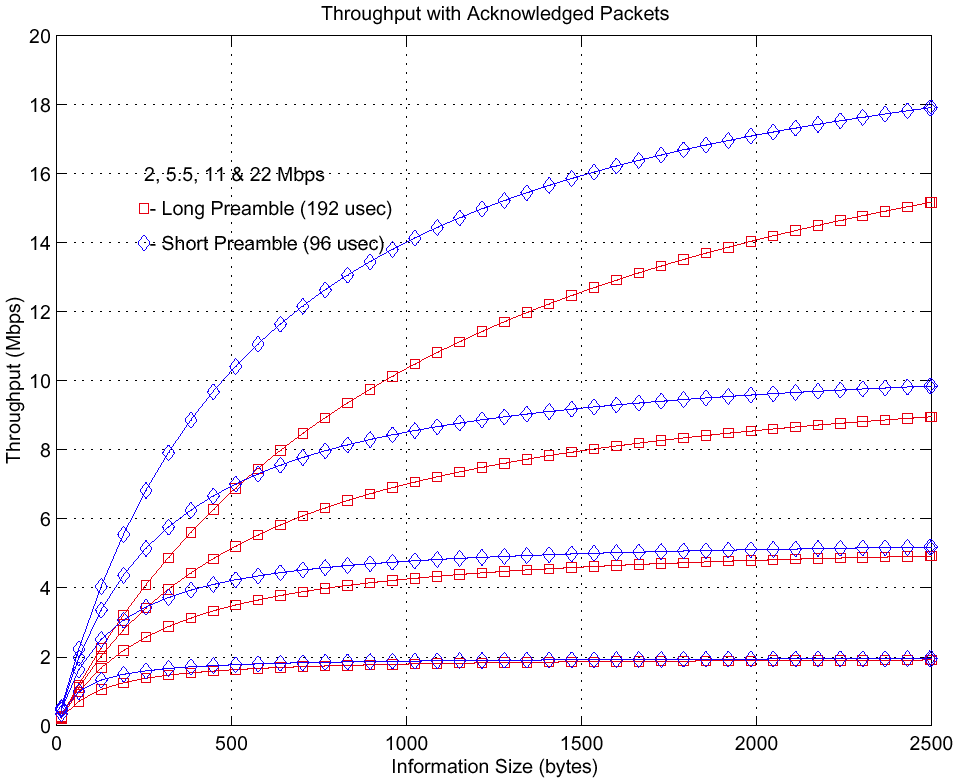 Throughput with Acknowledged Packets
20
18
16
14
12
10
8
6
4
2
0
Throughput (Mbps)
2, 5.5, 11 & 22 Mbps
- Long Preamble (192 usec)
- Short Preamble (96 usec)
0 500 1000 1500 2000 2500
Information Size (bytes)